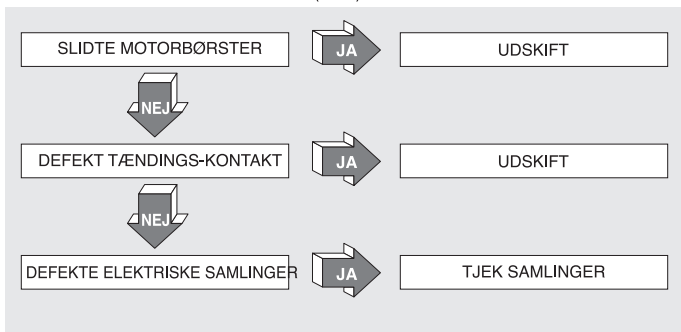 SLIDTE MOTORBØRSTER JA UDSKIFT
NEJ
DEFEKT TÆNDINGS-KONTAKT JA UDSKIFT
NEJ
DEFEKTE ELEKTRISKE SAMLINGER JA TJEK SAMLINGER